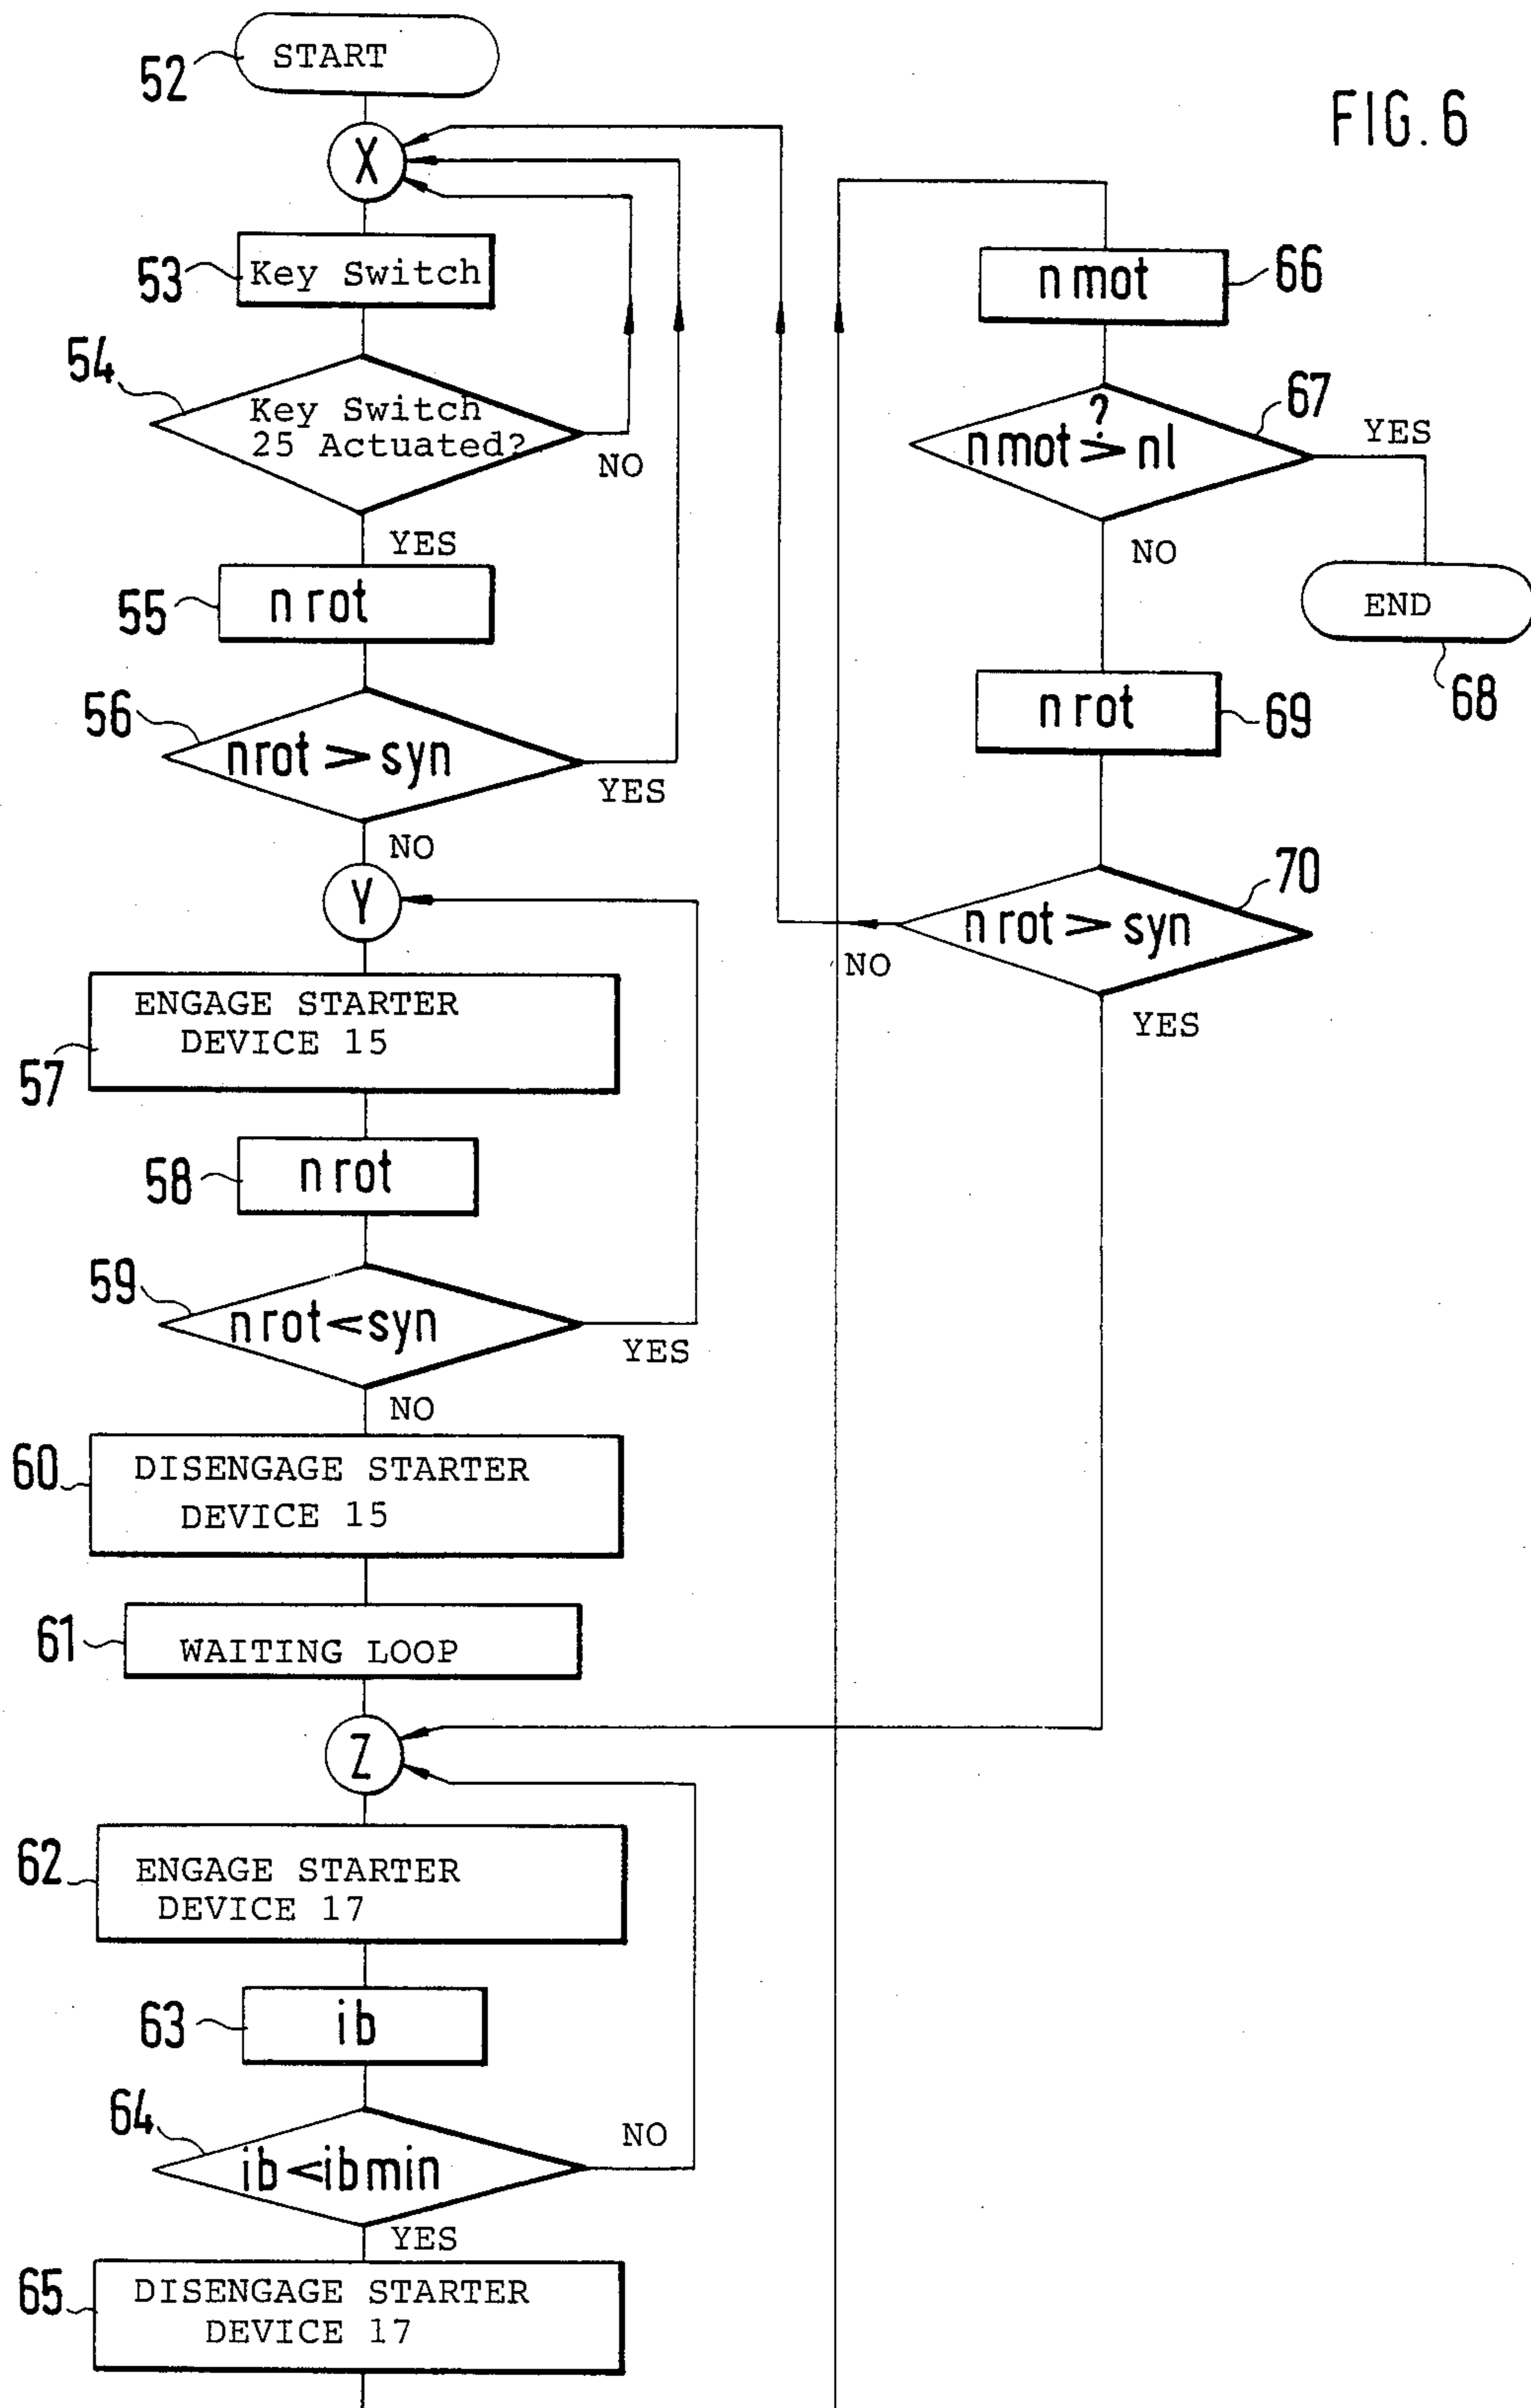 FIG. 6
52
START
X
53
Key Switch
54
Key Switch
25 Actuated?
NO
YES
55
n rot
56
nrot > syn
YES
NO
Y
57
ENGAGE STARTER
DEVICE 15
58
n rot
59
n rot < syn
YES
NO
60
DISENGAGE STARTER
DEVICE 15
61
WAITING LOOP
Z
62
ENGAGE STARTER
DEVICE 17
63
ib
64
ib < ibmin
NO
YES
65
DISENGAGE STARTER
DEVICE 17
n mot
66
?
n mot > nl
67
YES
NO
END
68
n rot
69
n rot > syn
70
NO
YES